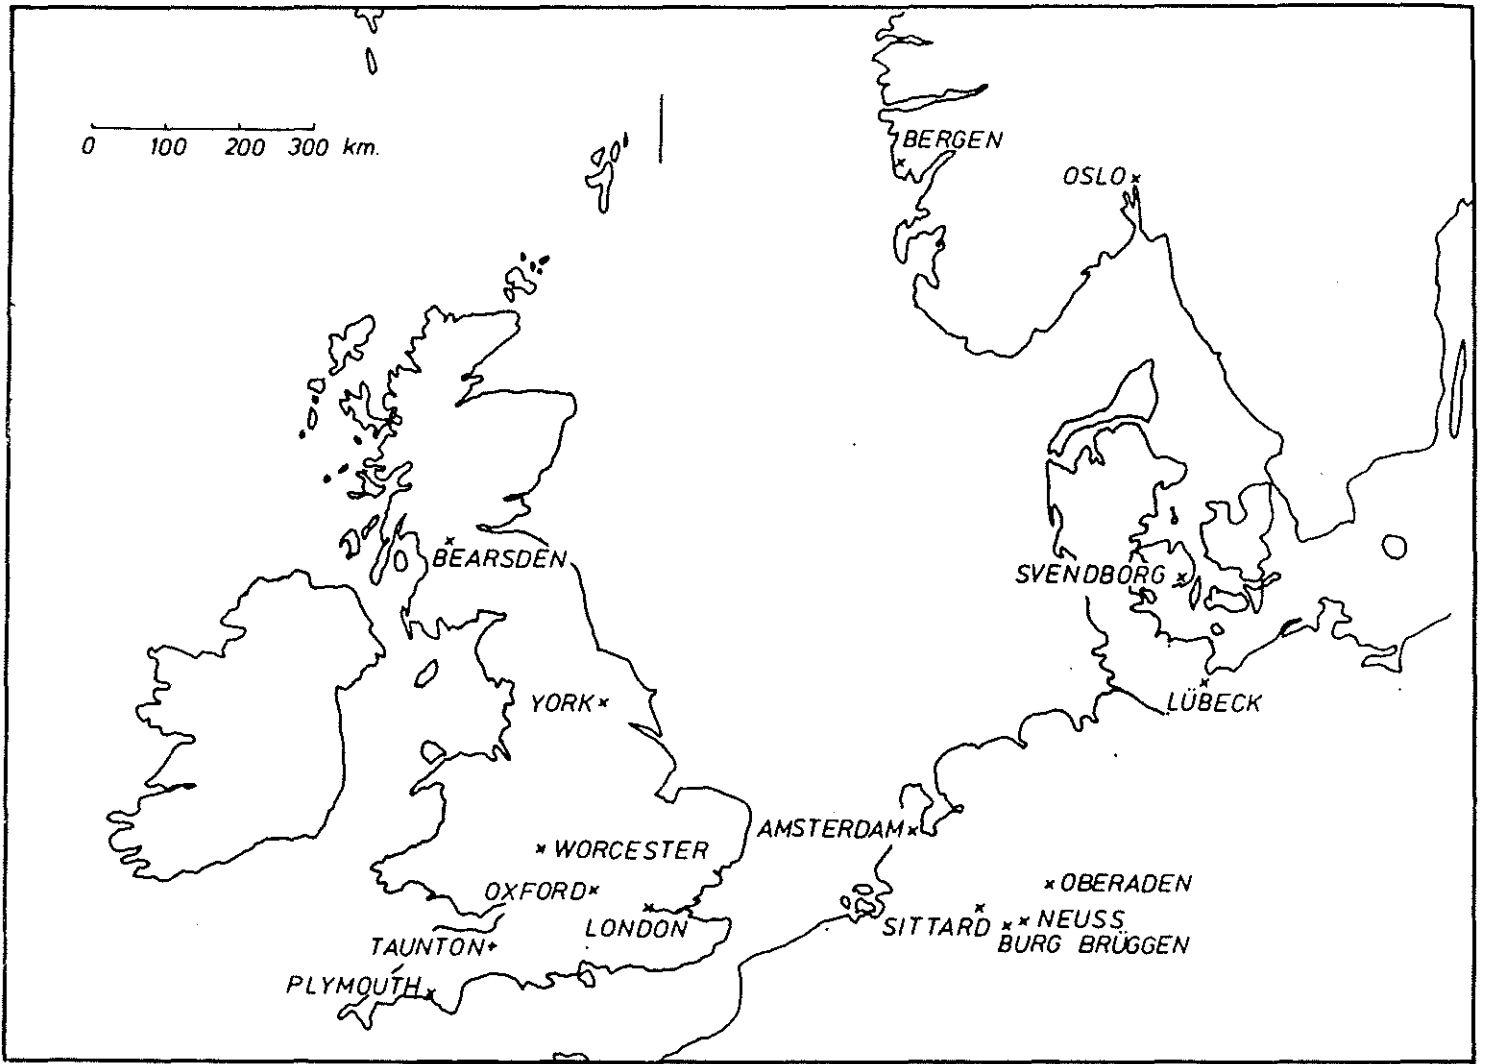 BERGEN
0 100 200 300 km.
OSLO
BEARSDEN
SVENDBORG
YORK
LÜBECK
AMSTERDAM
WORCESTER
OBERADEN
OXFORD
NEUSS
SITTARD
LONDON
BURG BRÜGGEN
TAUNTON
PLYMOUTH